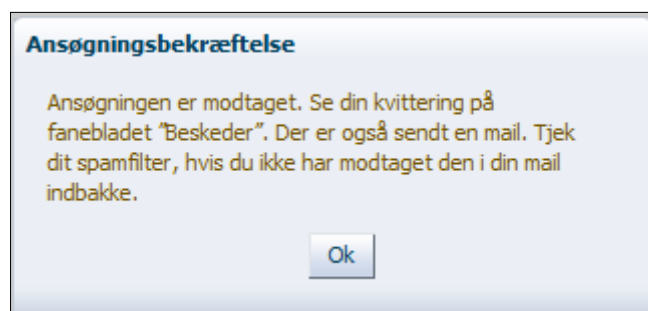 Ansøgningsbekræftelse
Ansøgningen er modtaget. Se din kvittering på
fanebladet "Beskeder". Der er også sendt en mail. Tjek
dit spamfilter, hvis du ikke har modtaget den i din mail
indbakke.
Ok